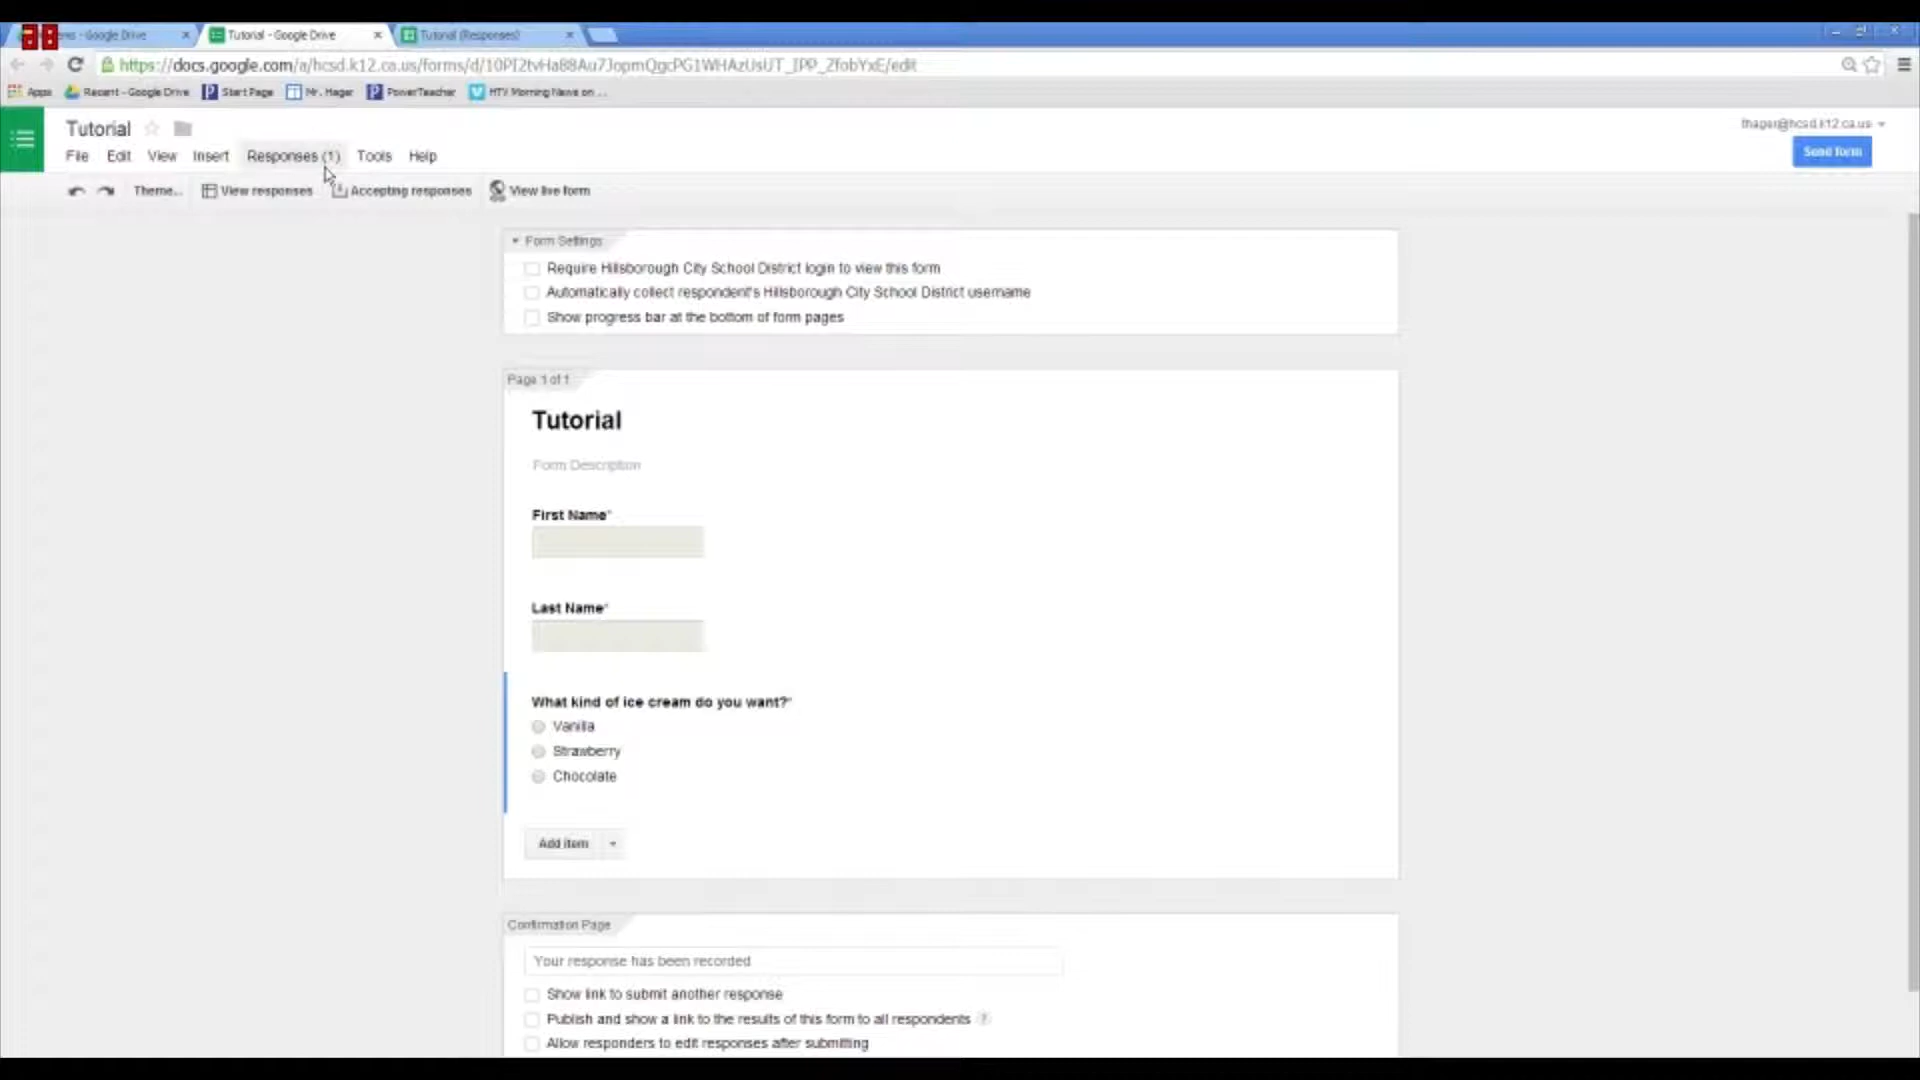 - Google Drive
Tutorial - Google Drive
Tutorial (Responses)
Apps
Recent - Google Drive
Start Page
Mr. Hager
PowerTeacher
HTV Morning News on ...
Tutorial
thager@hcsd.k12.ca.us
File Edit View Insert Responses (1) Tools Help
Send form
Theme...
View responses
Accepting responses
View live form
Form Settings
Require Hillsborough City School District login to view this form
Automatically collect respondent's Hillsborough City School District username
Show progress bar at the bottom of form pages
Page 1 of 1
Tutorial
Form Description
First Name*
Last Name*
What kind of ice cream do you want?*
Vanilla
Strawberry
Chocolate
Add item
Confirmation Page
Your response has been recorded
Show link to submit another response
Publish and show a link to the results of this form to all respondents ?
Allow responders to edit responses after submitting